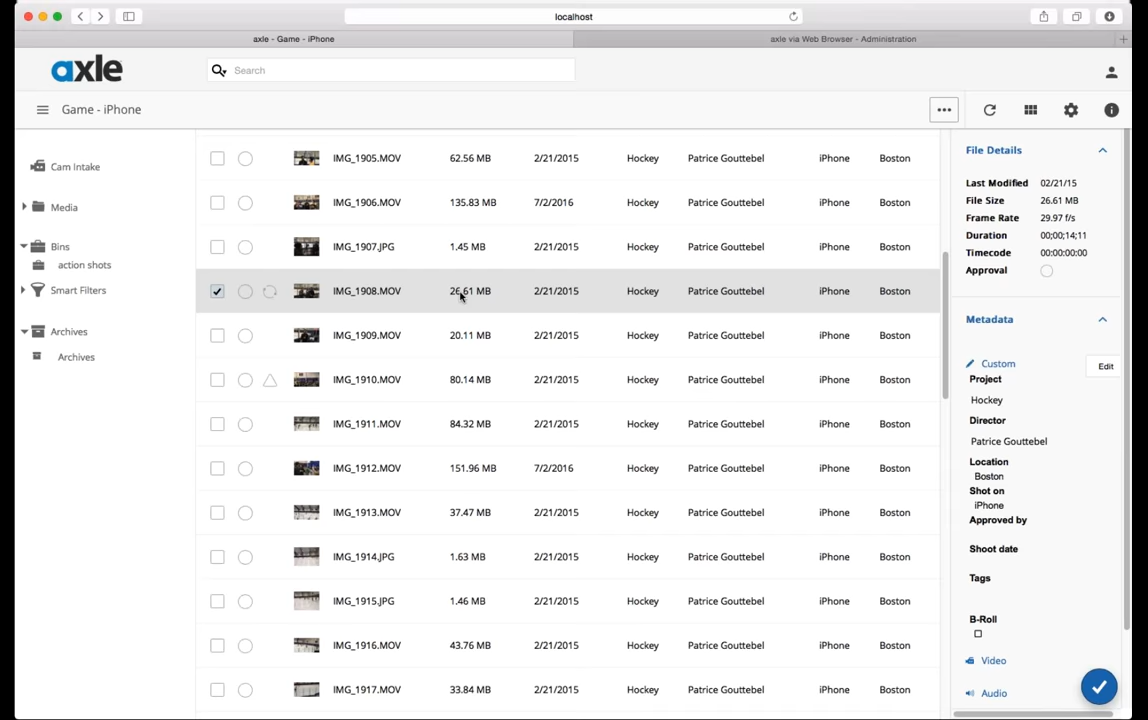 localhost
axle - Game - iPhone
axle via Web Browser - Administration
axle
Search
Game - iPhone
Cam Intake
Media
Bins
action shots
Smart Filters
Archives
Archives
IMG_1905.MOV 62.56 MB 2/21/2015 Hockey Patrice Gouttebel iPhone Boston
IMG_1906.MOV 135.83 MB 7/2/2016 Hockey Patrice Gouttebel iPhone Boston
IMG_1907.JPG 1.45 MB 2/21/2015 Hockey Patrice Gouttebel iPhone Boston
IMG_1908.MOV 26.61 MB 2/21/2015 Hockey Patrice Gouttebel iPhone Boston
IMG_1909.MOV 20.11 MB 2/21/2015 Hockey Patrice Gouttebel iPhone Boston
IMG_1910.MOV 80.14 MB 2/21/2015 Hockey Patrice Gouttebel iPhone Boston
IMG_1911.MOV 84.32 MB 2/21/2015 Hockey Patrice Gouttebel iPhone Boston
IMG_1912.MOV 151.96 MB 7/2/2016 Hockey Patrice Gouttebel iPhone Boston
IMG_1913.MOV 37.47 MB 2/21/2015 Hockey Patrice Gouttebel iPhone Boston
IMG_1914.JPG 1.63 MB 2/21/2015 Hockey Patrice Gouttebel iPhone Boston
IMG_1915.JPG 1.46 MB 2/21/2015 Hockey Patrice Gouttebel iPhone Boston
IMG_1916.MOV 43.76 MB 2/21/2015 Hockey Patrice Gouttebel iPhone Boston
IMG_1917.MOV 33.84 MB 2/21/2015 Hockey Patrice Gouttebel iPhone Boston
File Details
Last Modified 02/21/15
File Size 26.61 MB
Frame Rate 29.97 f/s
Duration 00;00;14;11
Timecode 00:00:00:00
Approval
Metadata
Custom
Edit
Project
Hockey
Director
Patrice Gouttebel
Location
Boston
Shot on
iPhone
Approved by
Shoot date
Tags
B-Roll
Video
Audio